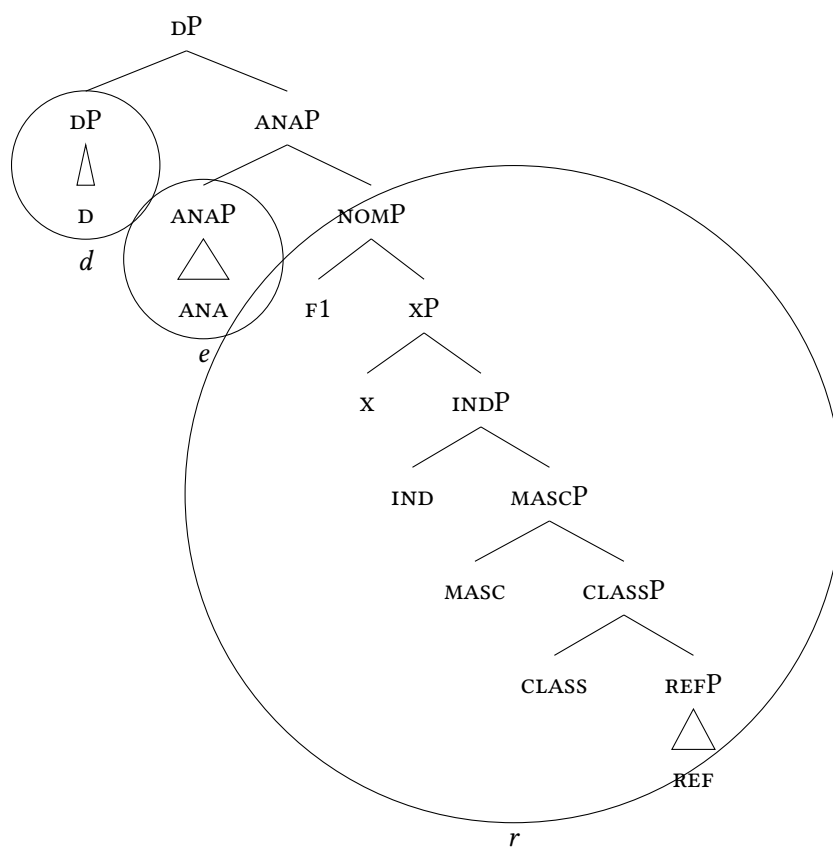 DP
DP ANAP
D ANAP NOMP
d
ANA F1 XP
e
X INDP
IND MASCP
MASC CLASSP
CLASS REFP
REF
r